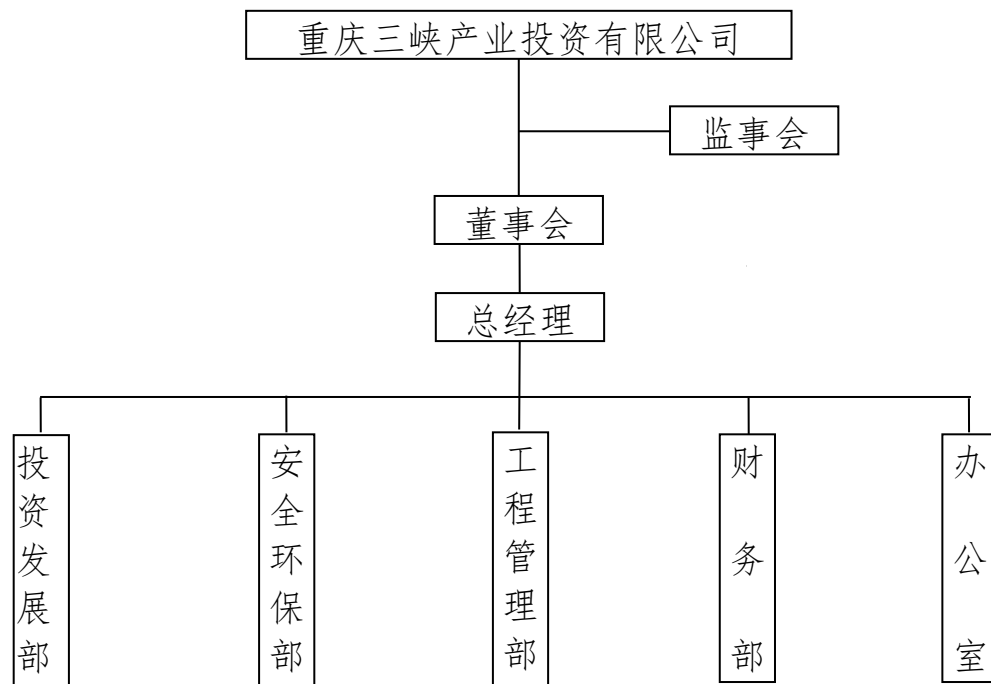 重庆三峡产业投资有限公司
监事会
董事会
总经理
投资发展部
安全环保部
工程管理部
财务部
办公室